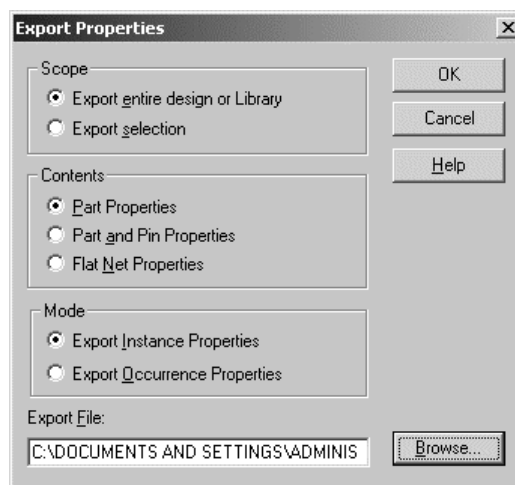 Export Properties
Scope
Export entire design or Library
Export selection
OK
Cancel
Help
Contents
Part Properties
Part and Pin Properties
Flat Net Properties
Mode
Export Instance Properties
Export Occurrence Properties
Export File:
C:\DOCUMENTS AND SETTINGS\ADMINIS
Browse...